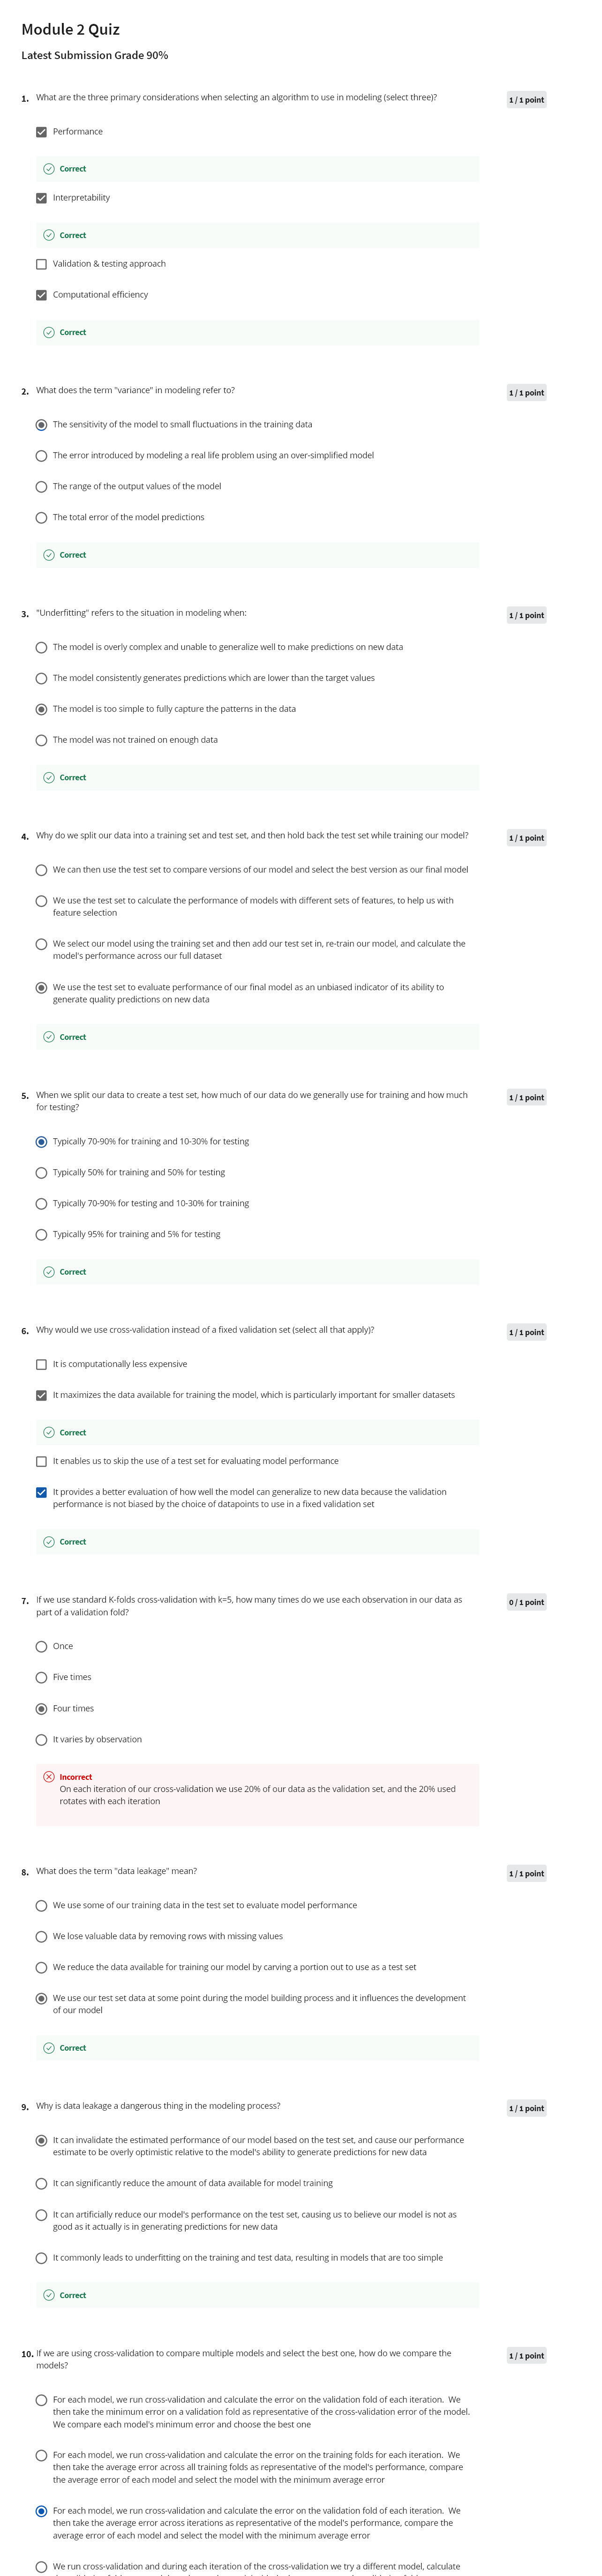 Module 2 Quiz
Latest Submission Grade 90%
1. What are the three primary considerations when selecting an algorithm to use in modeling (select three)?
1 / 1 point
Performance
Correct
Interpretability
Correct
Validation & testing approach
Computational efficiency
Correct
2. What does the term "variance" in modeling refer to?
1 / 1 point
The sensitivity of the model to small fluctuations in the training data
The error introduced by modeling a real life problem using an over-simplified model
The range of the output values of the model
The total error of the model predictions
Correct
3. "Underfitting" refers to the situation in modeling when:
1 / 1 point
The model is overly complex and unable to generalize well to make predictions on new data
The model consistently generates predictions which are lower than the target values
The model is too simple to fully capture the patterns in the data
The model was not trained on enough data
Correct
4. Why do we split our data into a training set and test set, and then hold back the test set while training our model?
1 / 1 point
We can then use the test set to compare versions of our model and select the best version as our final model
We use the test set to calculate the performance of models with different sets of features, to help us with
feature selection
We select our model using the training set and then add our test set in, re-train our model, and calculate the
model's performance across our full dataset
We use the test set to evaluate performance of our final model as an unbiased indicator of its ability to
generate quality predictions on new data
Correct
5. When we split our data to create a test set, how much of our data do we generally use for training and how much
for testing?
1 / 1 point
Typically 70-90% for training and 10-30% for testing
Typically 50% for training and 50% for testing
Typically 70-90% for testing and 10-30% for training
Typically 95% for training and 5% for testing
Correct
6. Why would we use cross-validation instead of a fixed validation set (select all that apply)?
1 / 1 point
It is computationally less expensive
It maximizes the data available for training the model, which is particularly important for smaller datasets
Correct
It enables us to skip the use of a test set for evaluating model performance
It provides a better evaluation of how well the model can generalize to new data because the validation
performance is not biased by the choice of datapoints to use in a fixed validation set
Correct
7. If we use standard K-folds cross-validation with k=5, how many times do we use each observation in our data as
part of a validation fold?
0 / 1 point
Once
Five times
Four times
It varies by observation
Incorrect
On each iteration of our cross-validation we use 20% of our data as the validation set, and the 20% used
rotates with each iteration
8. What does the term "data leakage" mean?
1 / 1 point
We use some of our training data in the test set to evaluate model performance
We lose valuable data by removing rows with missing values
We reduce the data available for training our model by carving a portion out to use as a test set
We use our test set data at some point during the model building process and it influences the development
of our model
Correct
9. Why is data leakage a dangerous thing in the modeling process?
1 / 1 point
It can invalidate the estimated performance of our model based on the test set, and cause our performance
estimate to be overly optimistic relative to the model's ability to generate predictions for new data
It can significantly reduce the amount of data available for model training
It can artificially reduce our model's performance on the test set, causing us to believe our model is not as
good as it actually is in generating predictions for new data
It commonly leads to underfitting on the training and test data, resulting in models that are too simple
Correct
10. If we are using cross-validation to compare multiple models and select the best one, how do we compare the
models?
1 / 1 point
For each model, we run cross-validation and calculate the error on the validation fold of each iteration. We
then take the minimum error on a validation fold as representative of the cross-validation error of the model.
We compare each model's minimum error and choose the best one
For each model, we run cross-validation and calculate the error on the training folds for each iteration. We
then take the average error across all training folds as representative of the model's performance, compare
the average error of each model and select the model with the minimum average error
For each model, we run cross-validation and calculate the error on the validation fold of each iteration. We
then take the average error across iterations as representative of the model's performance, compare the
average error of each model and select the model with the minimum average error
We run cross-validation and during each iteration of the cross-validation we try a different model, calculate